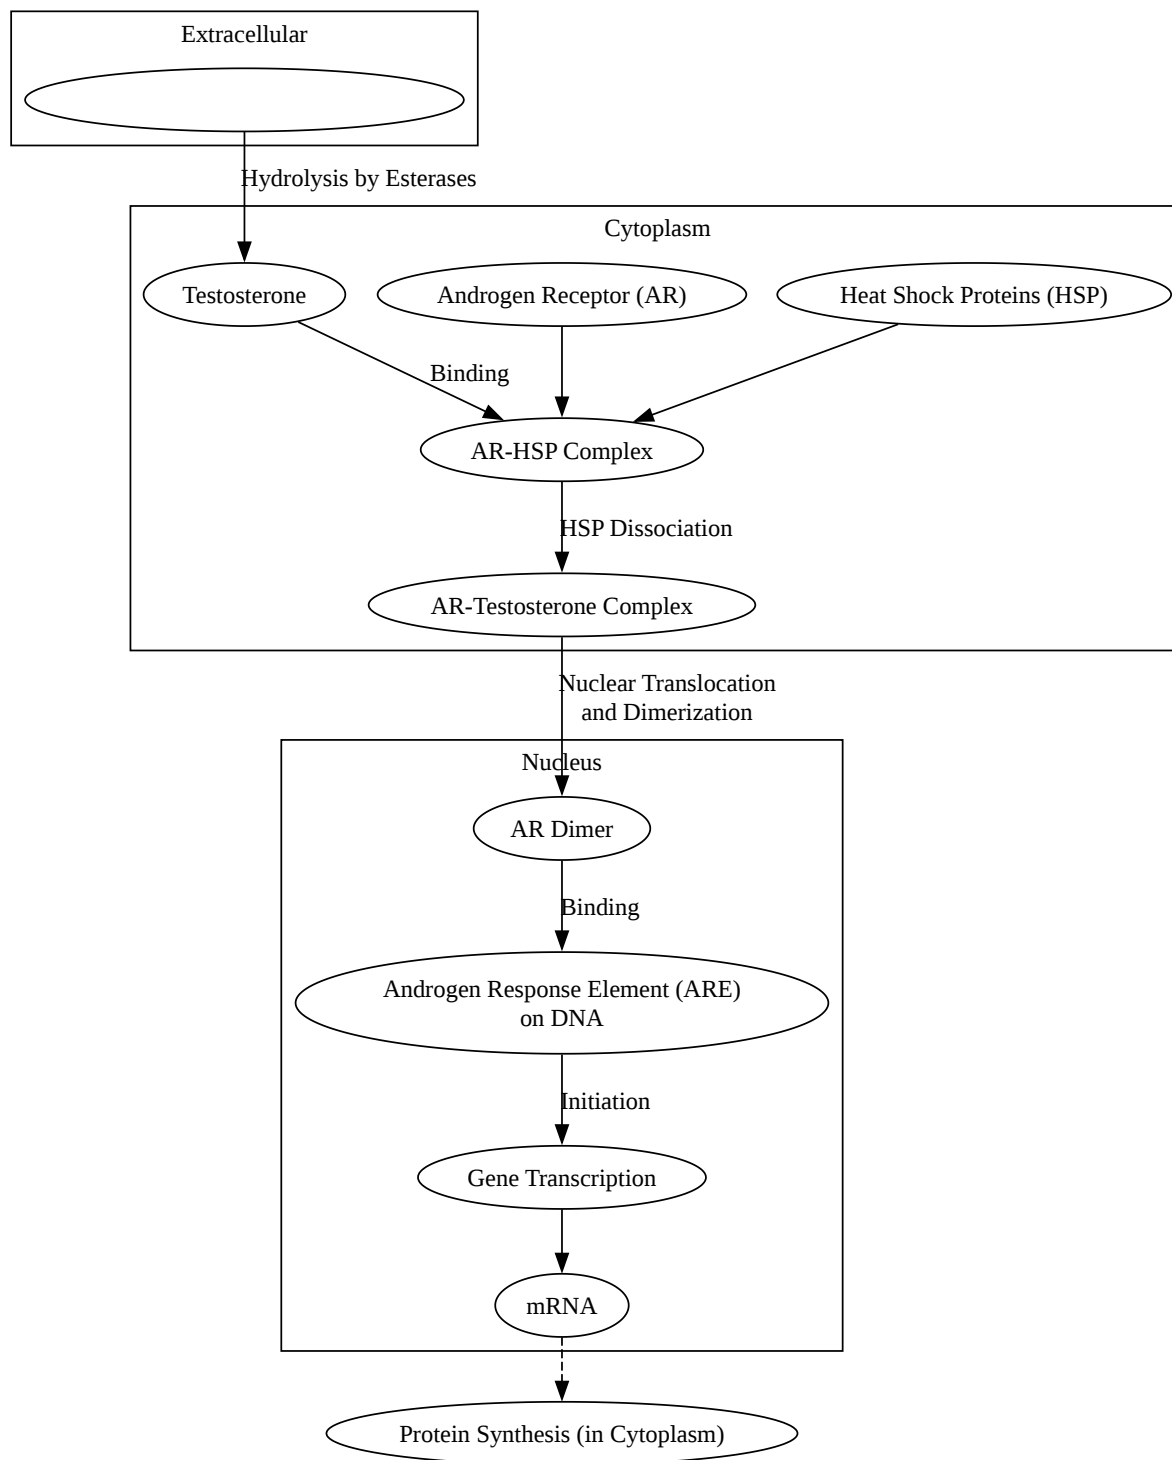 Extracellular
Hydrolysis by Esterases
Cytoplasm
Testosterone
Androgen Receptor (AR)
Heat Shock Proteins (HSP)
Binding
AR-HSP Complex
HSP Dissociation
AR-Testosterone Complex
Nuclear Translocation
and Dimerization
Nucleus
AR Dimer
Binding
Androgen Response Element (ARE)
on DNA
Initiation
Gene Transcription
mRNA
Protein Synthesis (in Cytoplasm)